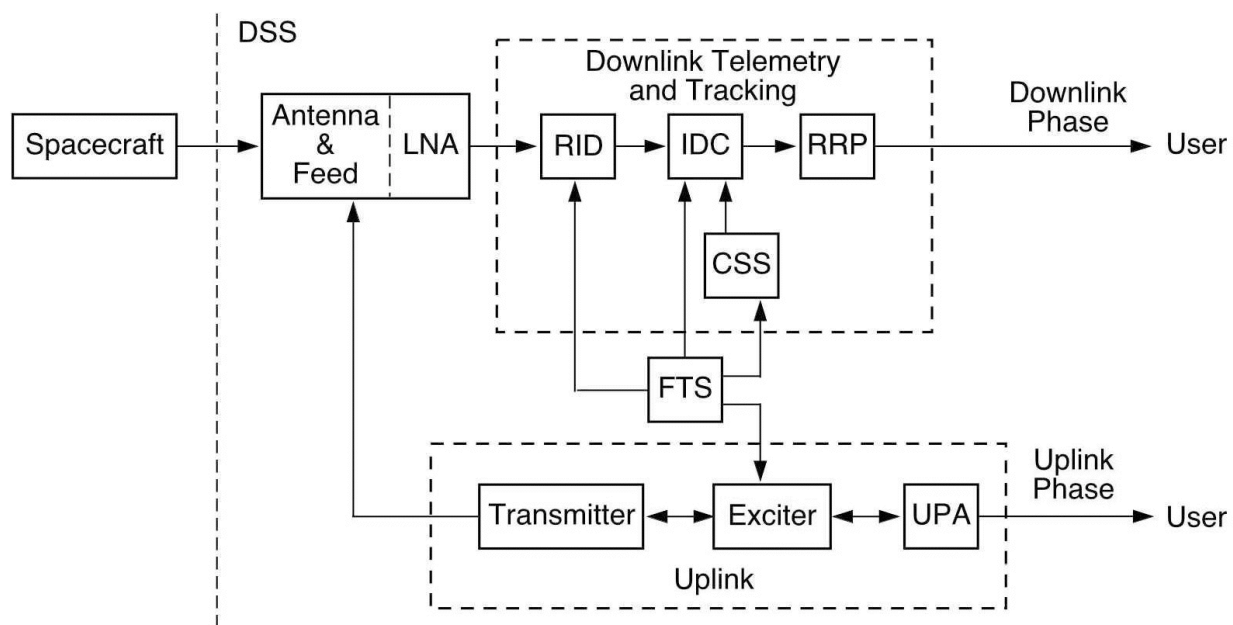 DSS
Downlink Telemetry
and Tracking
Downlink
Phase
Spacecraft
Antenna
&
Feed
LNA
RID
IDC
RRP
User
CSS
FTS
Uplink
Phase
Transmitter
Exciter
UPA
User
Uplink